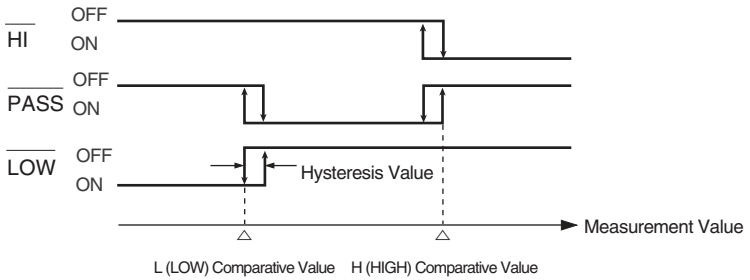 OFF
HI
ON
OFF
PASS
ON
OFF
LOW
ON
Hysteresis Value
Measurement Value
L (LOW) Comparative Value H (HIGH) Comparative Value